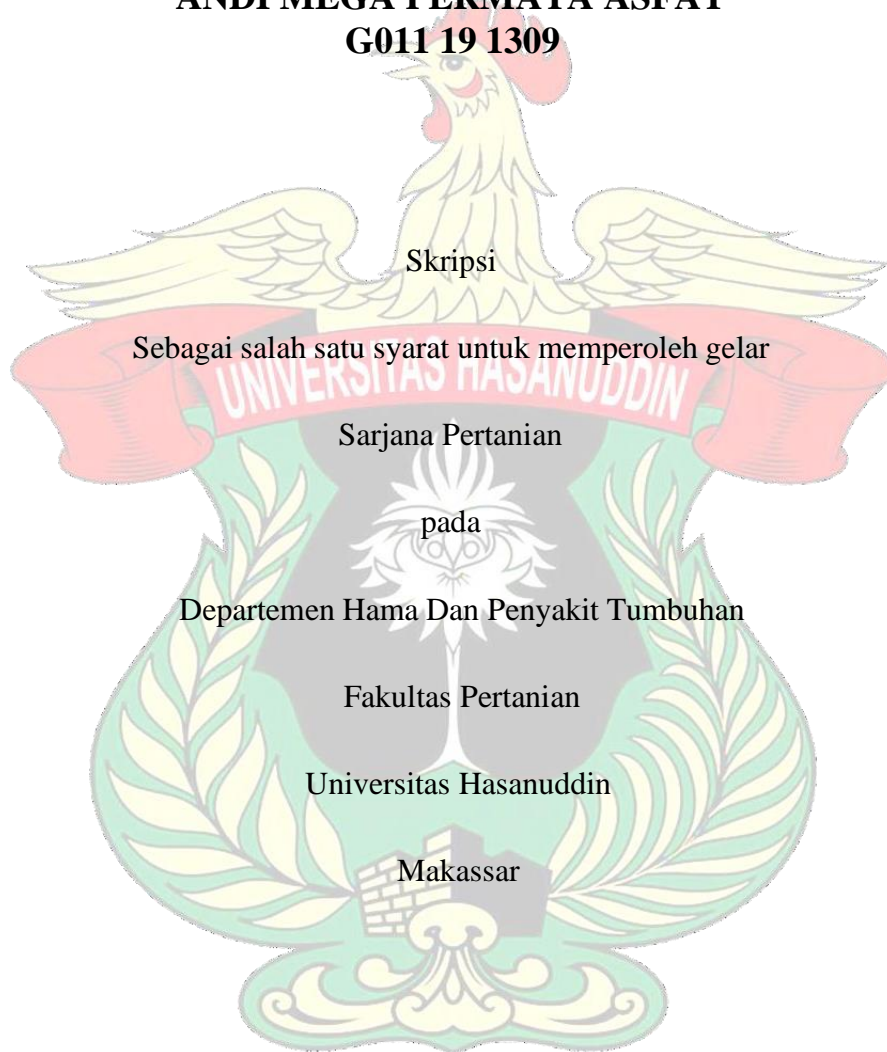 ANDI MEGA PERMATA
G011 19 1309
Skripsi
Sebagai salah satu syarat untuk memperoleh gelar
UNIVERSITAS HASANUDDIN
Sarjana Pertanian
pada
Departemen Hama Dan Penyakit Tumbuhan
Fakultas Pertanian
Universitas Hasanuddin
Makassar